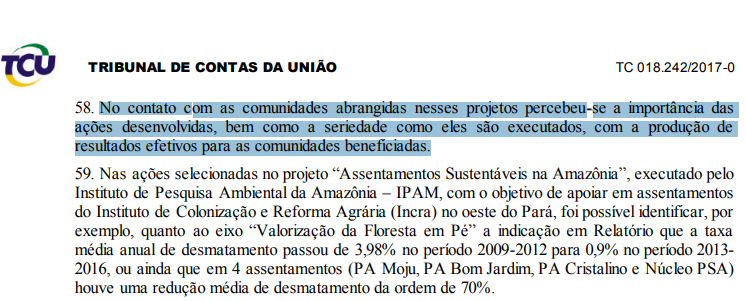 TCU
TRIBUNAL DE CONTAS DA UNIÃO TC 018.242/2017-0
58. No contato com as comunidades abrangidas nesses projetos percebeu-se a importância das
ações desenvolvidas, bem como a seriedade como eles são executados, com a produção de
resultados efetivos para as comunidades beneficiadas.
59. Nas ações selecionadas no projeto “Assentamentos Sustentáveis na Amazônia”, executado pelo
Instituto de Pesquisa Ambiental da Amazônia – IPAM, com o objetivo de apoiar em assentamentos
do Instituto de Colonização e Reforma Agrária (Incra) no oeste do Pará, foi possível identificar, por
exemplo, quanto ao eixo “Valorização da Floresta em Pé” a indicação em Relatório que a taxa
média anual de desmatamento passou de 3,98% no período 2009-2012 para 0,9% no período 2013-
2016, ou ainda que em 4 assentamentos (PA Moju, PA Bom Jardim, PA Cristalino e Núcleo PSA)
houve uma redução média de desmatamento da ordem de 70%.